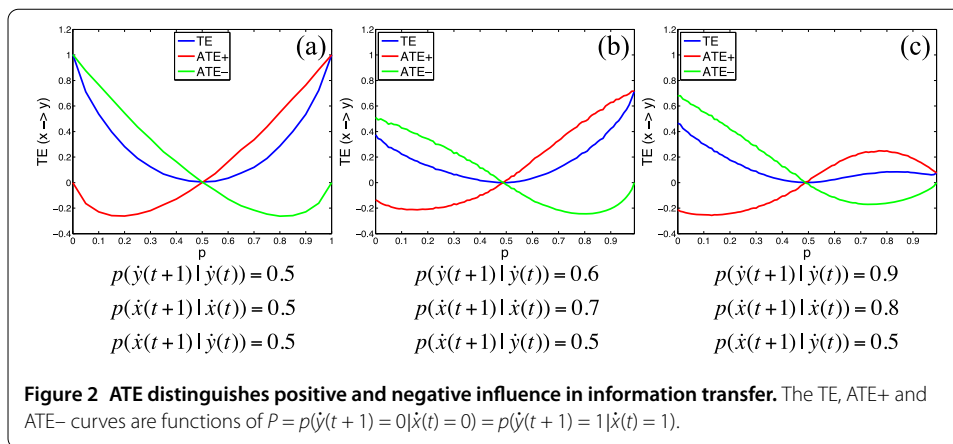 (a)
TE
ATE+
ATE−
TE (x −> y)
1.2
1
0.8
0.6
0.4
0.2
0
−0.2
−0.4
0 0.1 0.2 0.3 0.4 0.5 0.6 0.7 0.8 0.9 1
p
(b)
TE
ATE+
ATE−
TE (x −> y)
1.2
1
0.8
0.6
0.4
0.2
0
−0.2
−0.4
0 0.1 0.2 0.3 0.4 0.5 0.6 0.7 0.8 0.9
p
(c)
TE
ATE+
ATE−
TE (x −> y)
1.2
1
0.8
0.6
0.4
0.2
0
−0.2
−0.4
0 0.1 0.2 0.3 0.4 0.5 0.6 0.7 0.8 0.9
p
p(ẏ(t+1) | ẏ(t)) = 0.5
p(ẋ(t+1) | ẋ(t)) = 0.5
p(ẋ(t+1) | ẏ(t)) = 0.5
p(ẏ(t+1) | ẏ(t)) = 0.6
p(ẋ(t+1) | ẋ(t)) = 0.7
p(ẋ(t+1) | ẏ(t)) = 0.5
p(ẏ(t+1) | ẏ(t)) = 0.9
p(ẋ(t+1) | ẋ(t)) = 0.8
p(ẋ(t+1) | ẏ(t)) = 0.5
Figure 2 ATE distinguishes positive and negative influence in information transfer. The TE, ATE+ and
ATE− curves are functions of P = p(ẏ(t + 1) = 0|ẋ(t) = 0) = p(ẏ(t + 1) = 1|ẋ(t) = 1).